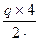 q × 4
2 .